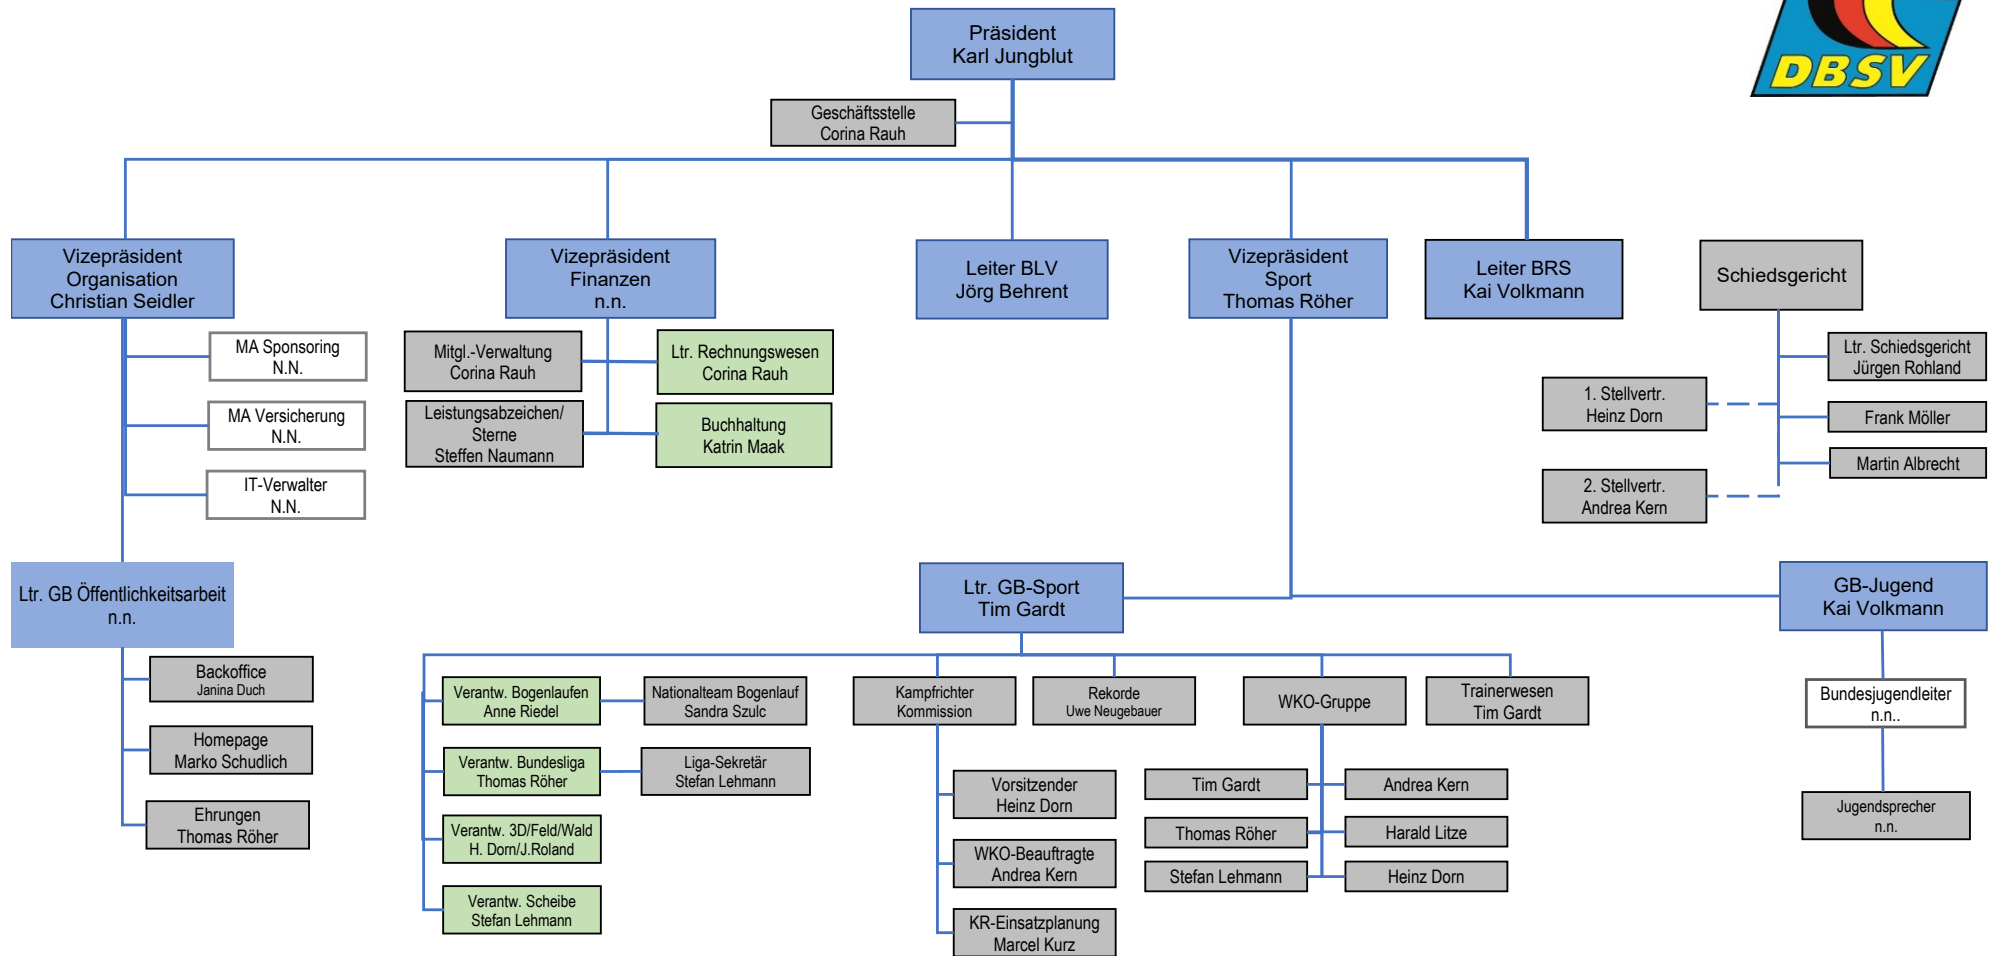 Präsident
Karl Jungblut
DBSV
Geschäftsstelle
Corina Rauh
Vizepräsident
Organisation
Christian Seidler
Vizepräsident
Finanzen
n.n.
Leiter BLV
Jörg Behrent
Vizepräsident
Sport
Thomas Röher
Leiter BRS
Kai Volkmann
Schiedsgericht
MA Sponsoring
N.N.
MA Versicherung
N.N.
IT-Verwalter
N.N.
Mitgl.-Verwaltung
Corina Rauh
Ltr. Rechnungswesen
Corina Rauh
Leistungsabzeichen/
Sterne
Steffen Naumann
Buchhaltung
Katrin Maak
Ltr. Schiedsgericht
Jürgen Rohland
1. Stellvertr.
Heinz Dorn
Frank Möller
Martin Albrecht
2. Stellvertr.
Andrea Kern
Ltr. GB Öffentlichkeitsarbeit
n.n.
Ltr. GB-Sport
Tim Gardt
GB-Jugend
Kai Volkmann
Backoffice
Janina Duch
Homepage
Marko Schudlich
Ehrungen
Thomas Röher
Verantw. Bogenlaufen
Anne Riedel
Nationalteam Bogenlauf
Sandra Szulc
Verantw. Bundesliga
Thomas Röher
Liga-Sekretär
Stefan Lehmann
Verantw. 3D/Feld/Wald
H. Dorn/J.Roland
Verantw. Scheibe
Stefan Lehmann
Kampfrichter
Kommission
Vorsitzender
Heinz Dorn
WKO-Beauftragte
Andrea Kern
KR-Einsatzplanung
Marcel Kurz
Rekorde
Uwe Neugebauer
WKO-Gruppe
Tim Gardt
Andrea Kern
Thomas Röher
Harald Litze
Stefan Lehmann
Heinz Dorn
Trainerwesen
Tim Gardt
Bundesjugendleiter
n.n..
Jugendsprecher
n.n.